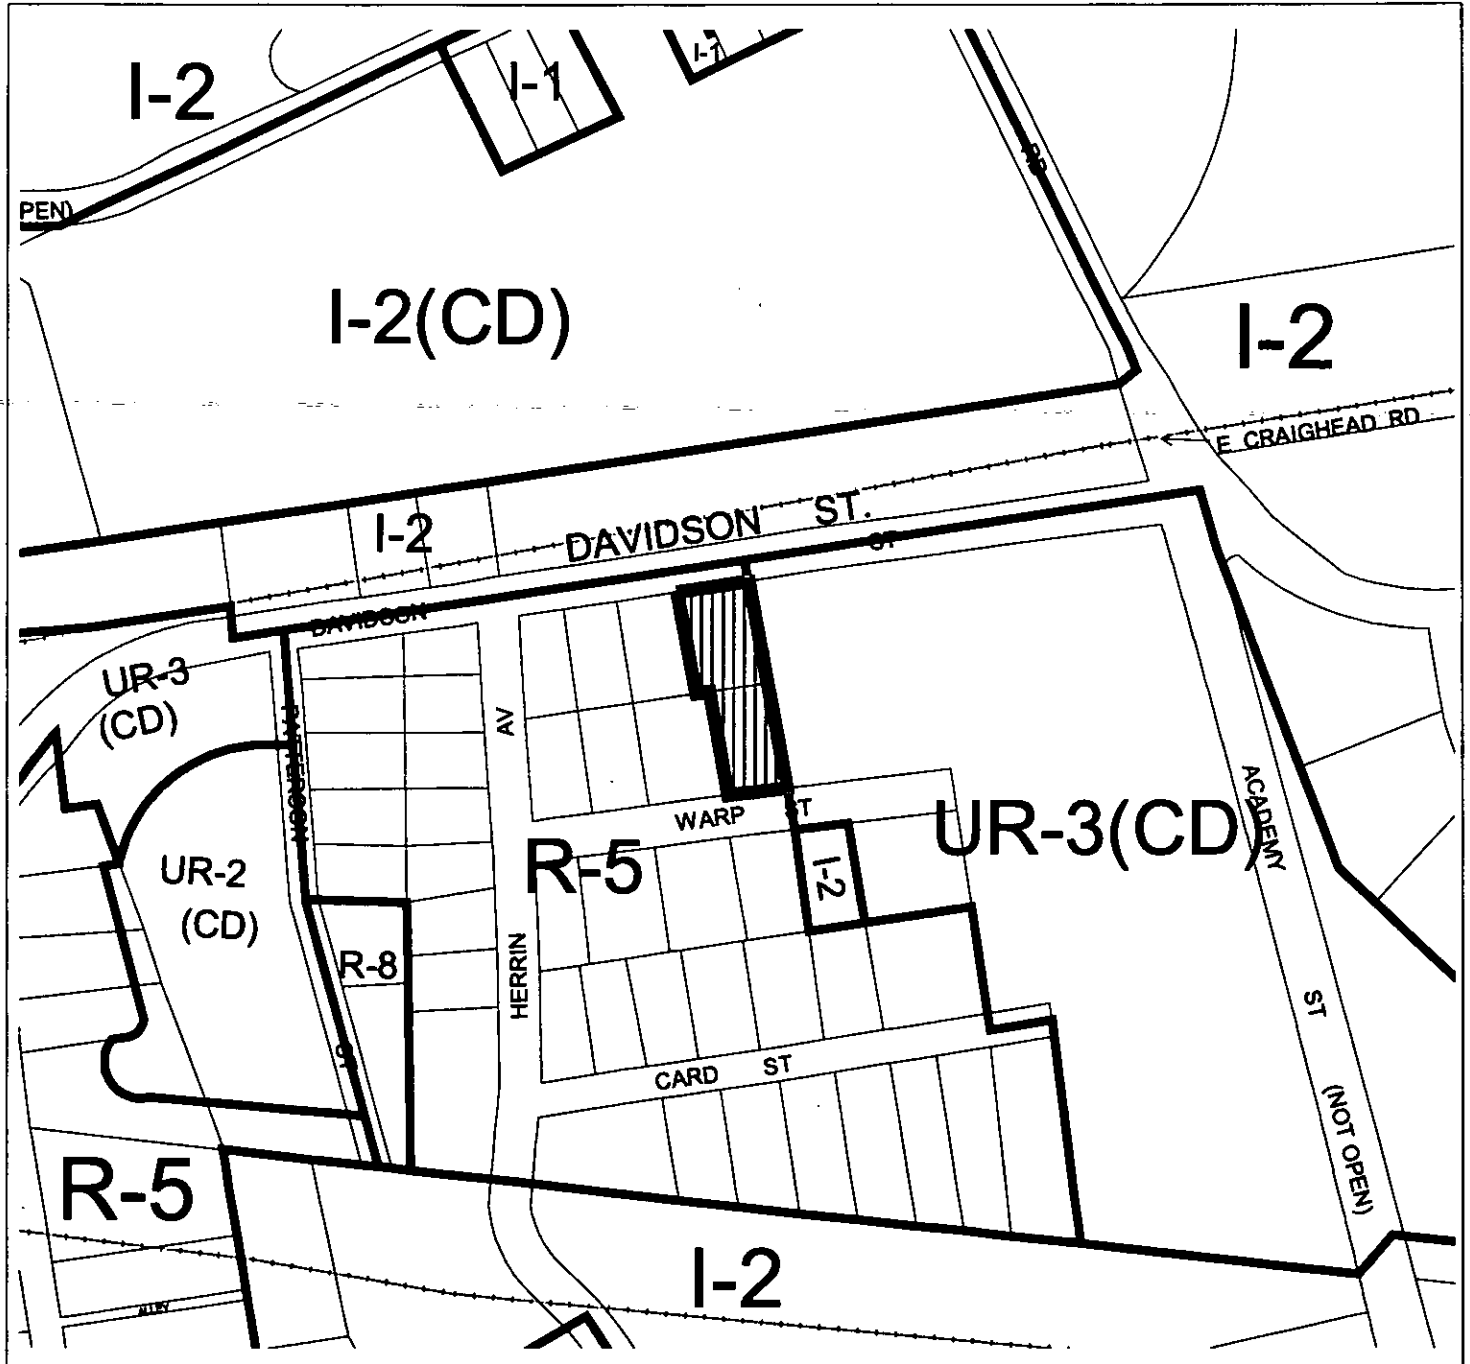 I-1
I-2
I-1
RD
PEN)
I-2(CD)
I-2
E CRAIGHEAD RD
DAVIDSON ST.
I-2
ST
DAVIDSON
UR-3
(CD)
PATTERSON
AV
ACADEMY
WARP ST
UR-3(CD)
R-5
I-2
UR-2
(CD)
R-8
HERRIN
ST
ST
CARD ST
(NOT OPEN)
R-5
I-2
ALLEY